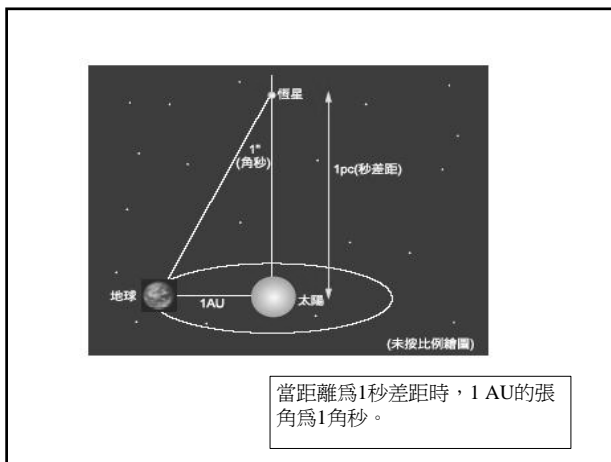 恆星
1"
(角秒)
1pc(秒差距)
地球
1AU
太陽
(未按比例繪圖)
當距離爲1秒差距時，1 AU的張
角爲1角秒。